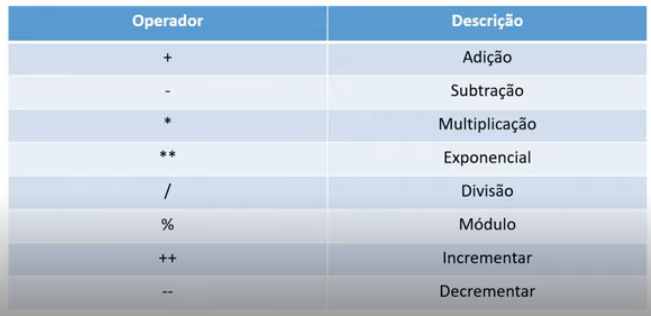 Operador Descrição
+ Adição
- Subtração
* Multiplicação
** Exponencial
/ Divisão
% Módulo
++ Incrementar
-- Decrementar